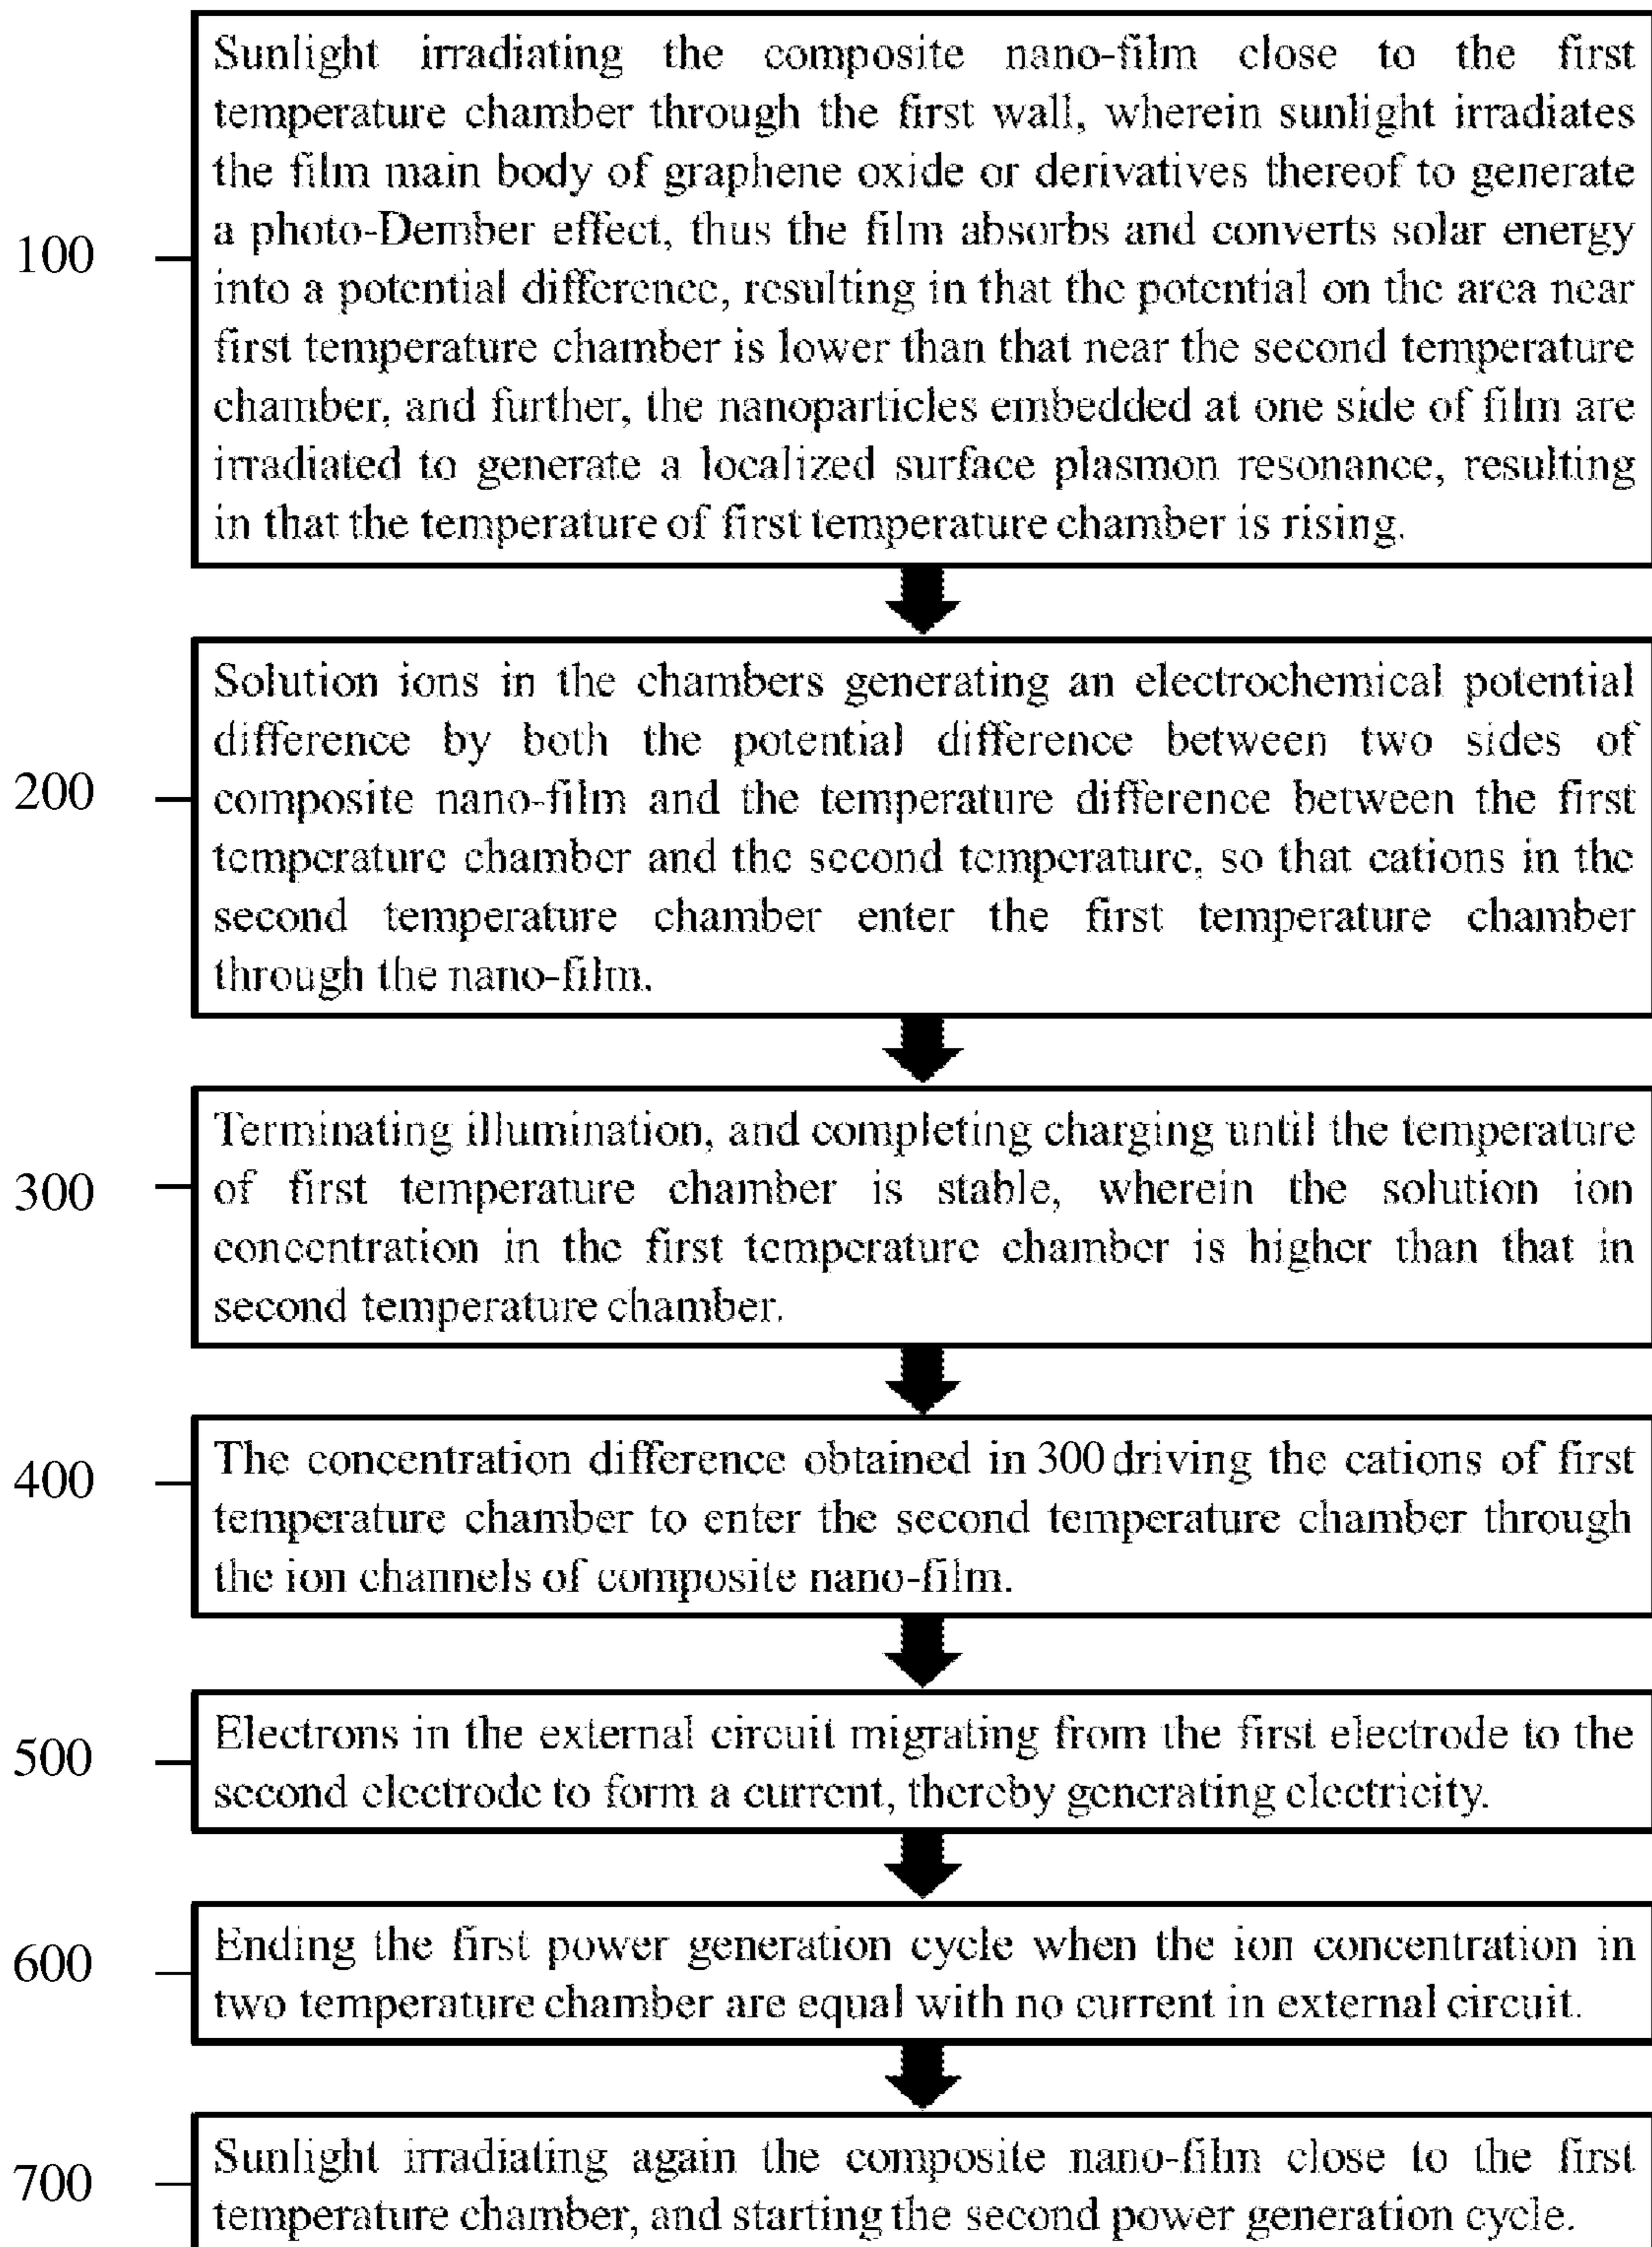 Sunlight irradiating the composite nano-film close to the first
temperature chamber through the first wall, wherein sunlight irradiates
the film main body of graphene oxide or derivatives thereof to generate
a photo-Dember effect, thus the film absorbs and converts solar energy
100
into a potential difference, resulting in that the potential on the area near
first temperature chamber is lower than that near the second temperature
chamber, and further, the nanoparticles embedded at one side of film are
irradiated to generate a localized surface plasmon resonance, resulting
in that the temperature of first temperature chamber is rising.
Solution ions in the chambers generating an electrochemical potential
difference by both the potential difference between two sides of
200
composite nano-film and the temperature difference between the first
temperature chamber and the second temperature, so that cations in the
second temperature chamber enter the first temperature chamber
through the nano-film.
Terminating illumination, and completing charging until the temperature
300
of first temperature chamber is stable, wherein the solution ion
concentration in the first temperature chamber is higher than that in
second temperature chamber.
400
The concentration difference obtained in 300 driving the cations of first
temperature chamber to enter the second temperature chamber through
the ion channels of composite nano-film.
500
Electrons in the external circuit migrating from the first electrode to the
second electrode to form a current, thereby generating electricity.
600
Ending the first power generation cycle when the ion concentration in
two temperature chamber are equal with no current in external circuit.
700
Sunlight irradiating again the composite nano-film close to the first
temperature chamber, and starting the second power generation cycle.